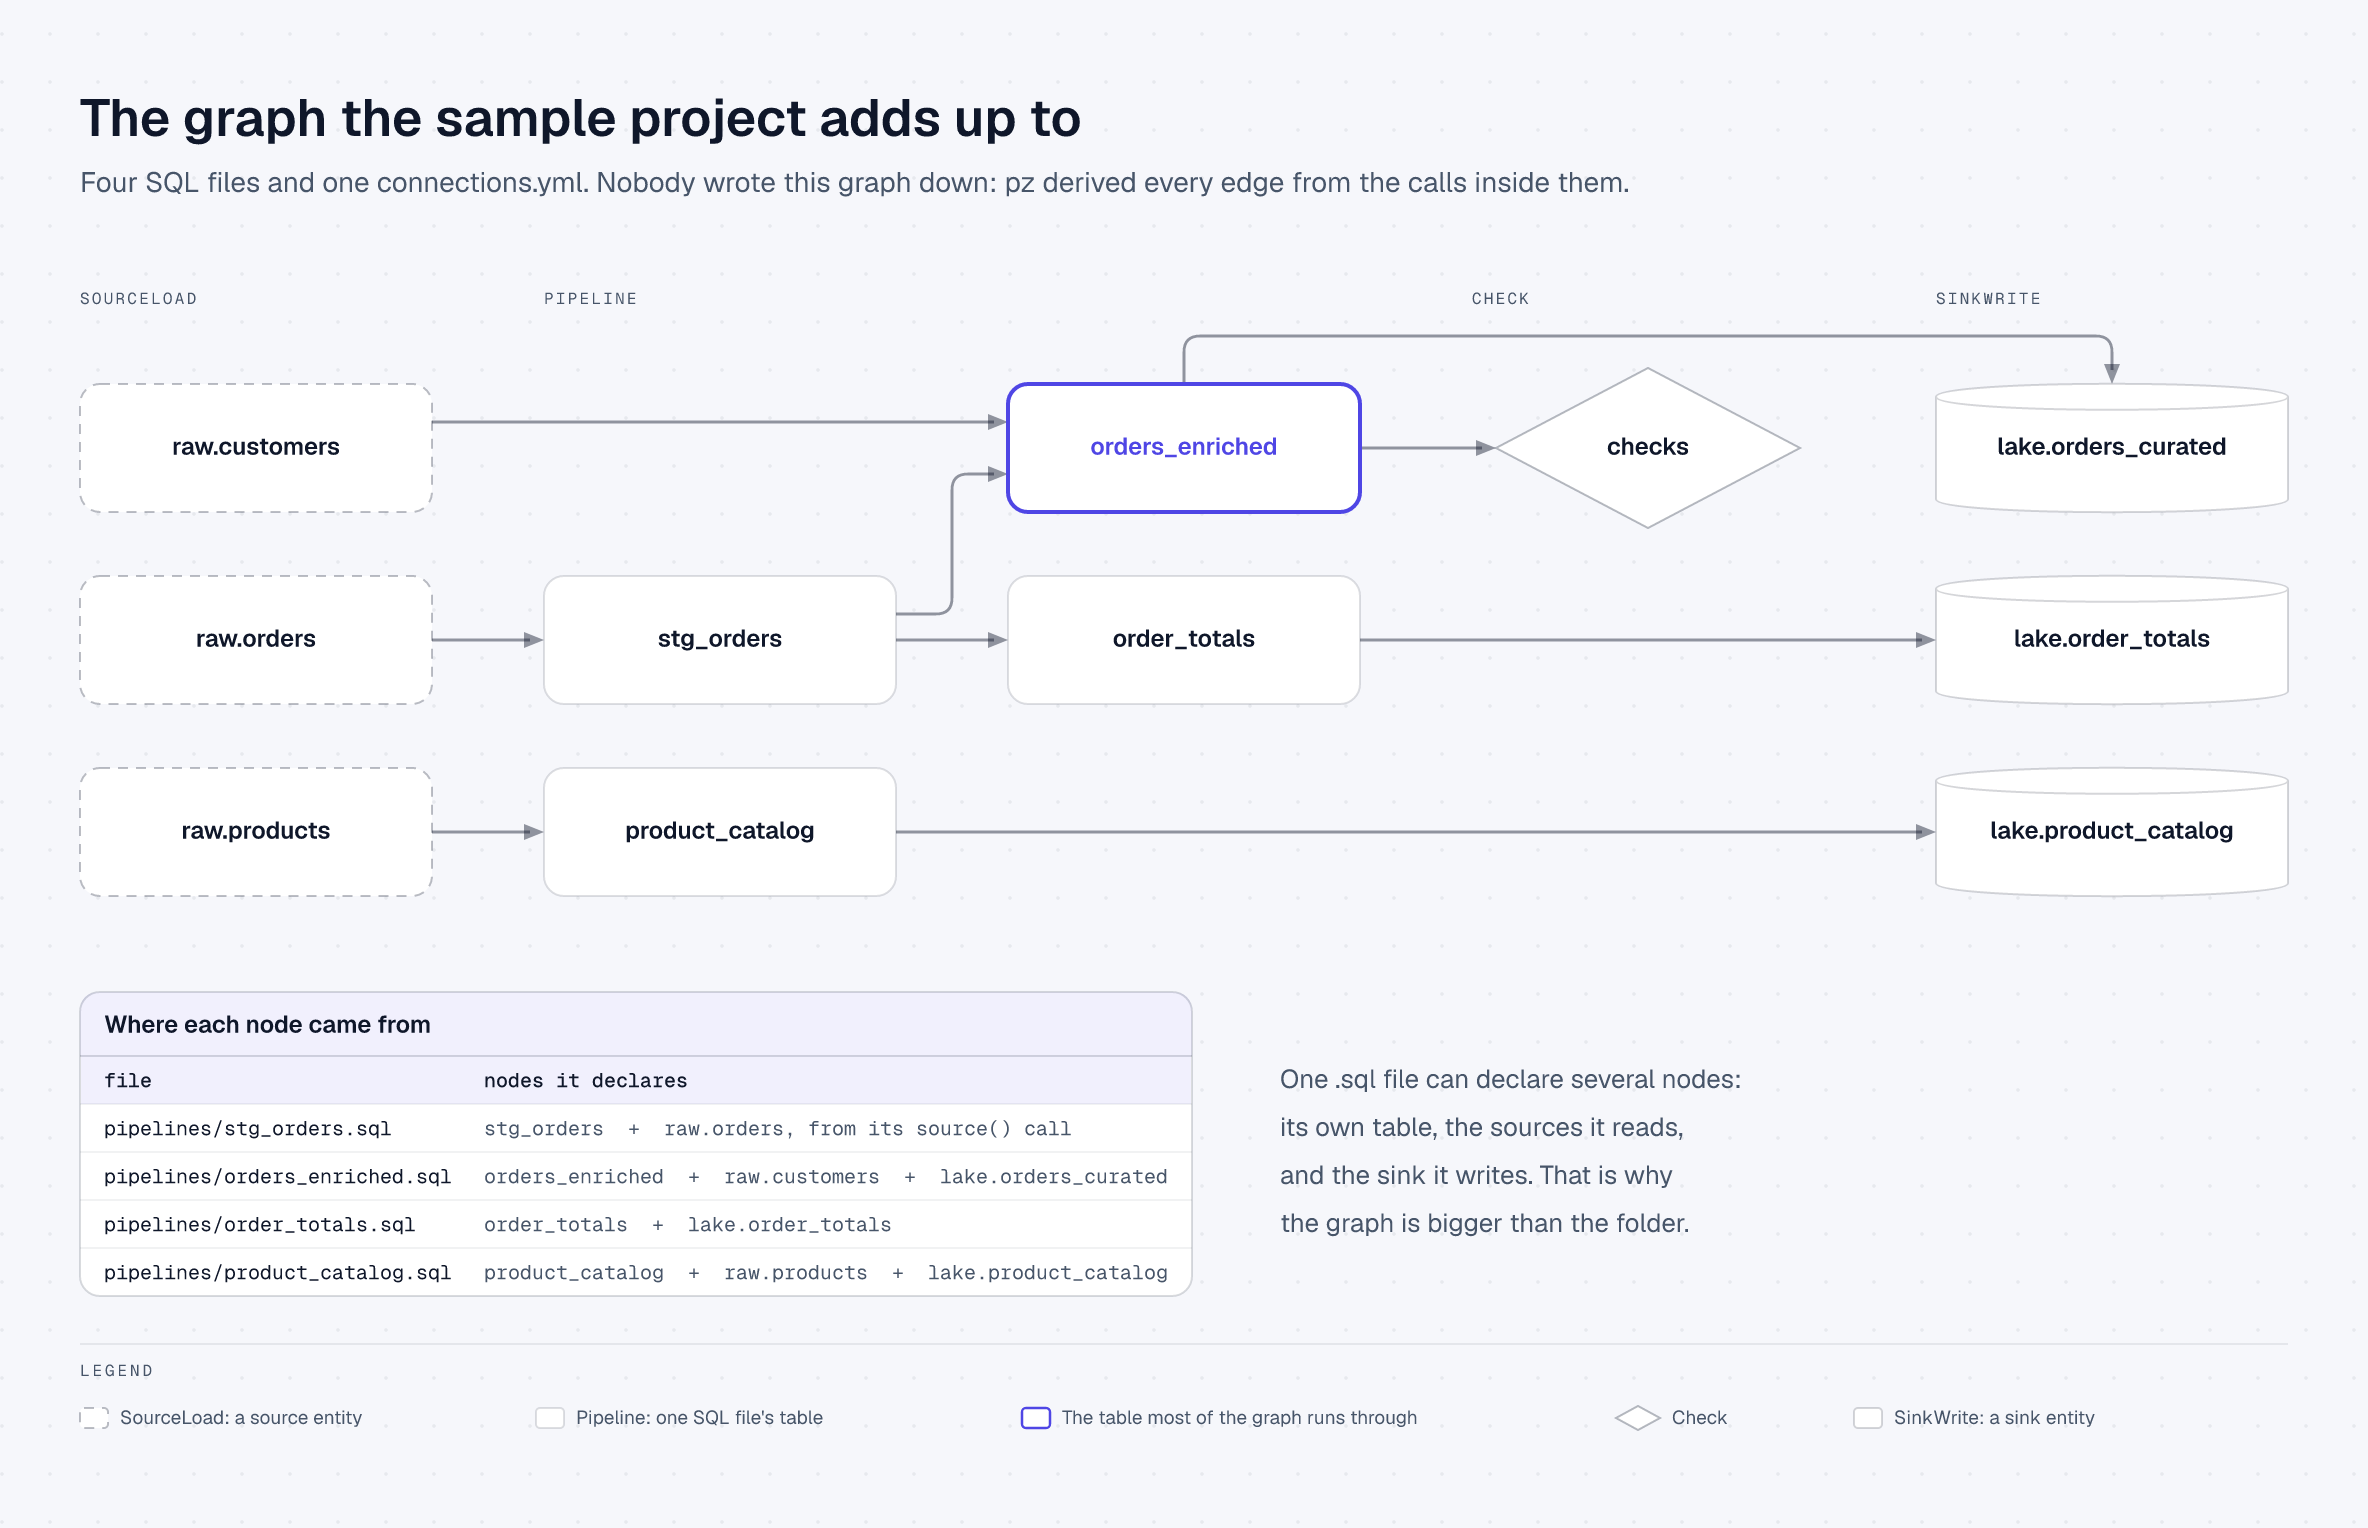 The graph the sample project adds up to
Four SQL files and one connections.yml. Nobody wrote this graph down: pz derived every edge from the calls inside them.
SOURCELOAD PIPELINE CHECK SINKWRITE
raw.customers orders_enriched checks lake.orders_curated
raw.orders stg_orders order_totals lake.order_totals
raw.products product_catalog lake.product_catalog
Where each node came from
file nodes it declares
pipelines/stg_orders.sql stg_orders + raw.orders, from its source() call
pipelines/orders_enriched.sql orders_enriched + raw.customers + lake.orders_curated
pipelines/order_totals.sql order_totals + lake.order_totals
pipelines/product_catalog.sql product_catalog + raw.products + lake.product_catalog
One .sql file can declare several nodes:
its own table, the sources it reads,
and the sink it writes. That is why
the graph is bigger than the folder.
LEGEND
SourceLoad: a source entity Pipeline: one SQL file's table The table most of the graph runs through Check SinkWrite: a sink entity